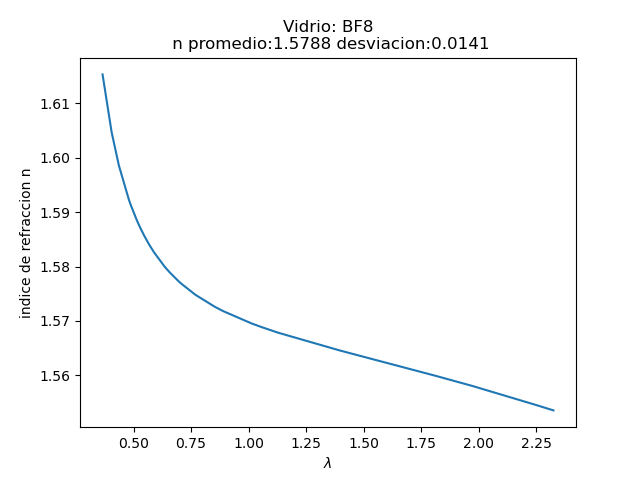 Vidrio: BF8
n promedio:1.5788 desviacion:0.0141
indice de refraccion n
1.61
1.60
1.59
1.58
1.57
1.56
0.50 0.75 1.00 1.25 1.50 1.75 2.00 2.25
λ